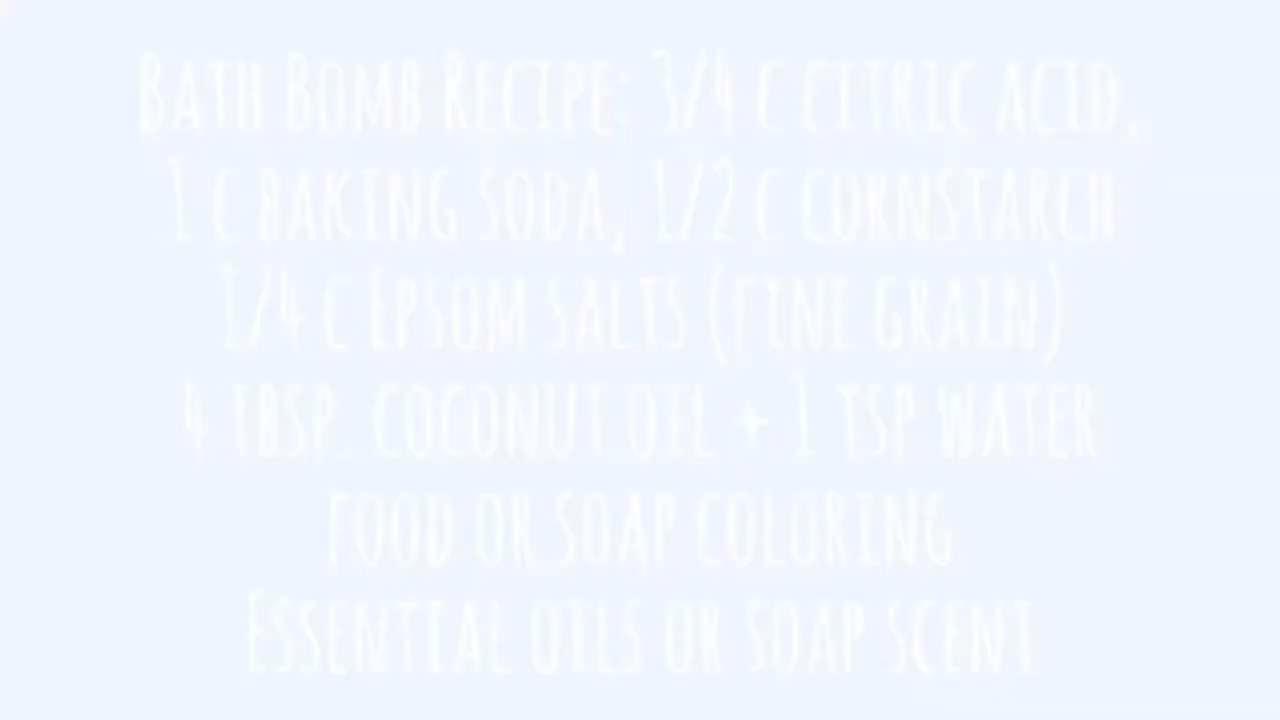 Bath Bomb Recipe: 3/4 c citric acid,
1 c baking soda, 1/2 c cornstarch
1/4 c Epsom salts (fine grain)
4 tbsp. coconut oil + 1 tsp water
food or soap coloring
Essential oils or soap scent